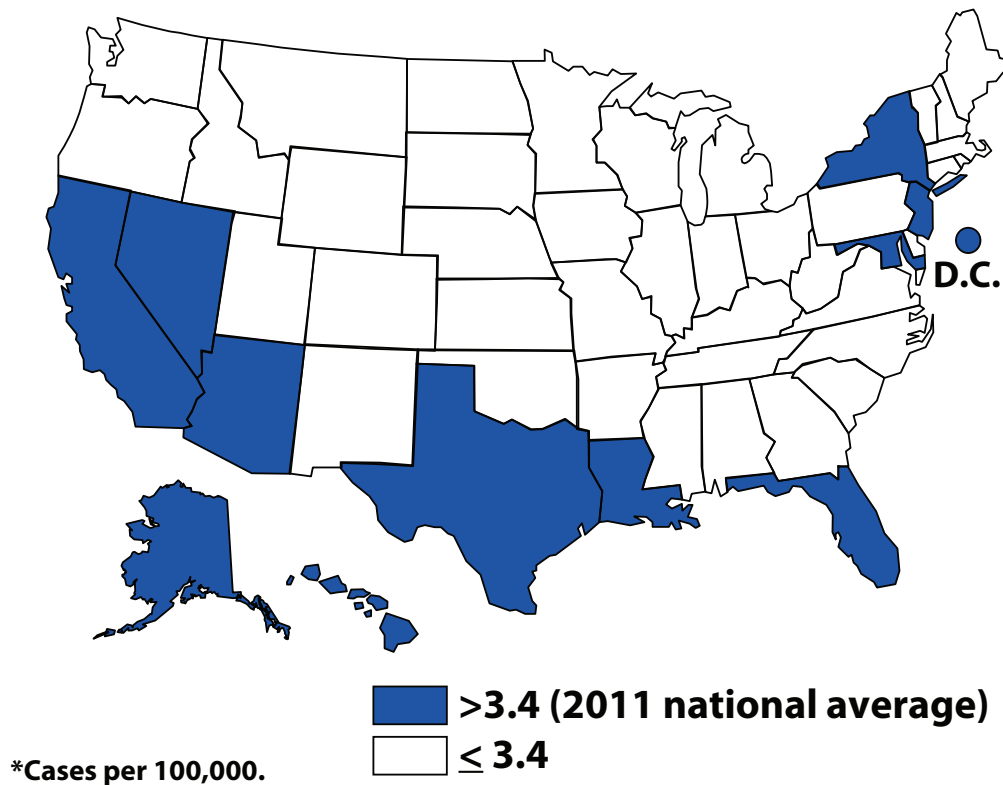 D.C.
>3.4 (2011 national average)
≤ 3.4
*Cases per 100,000.